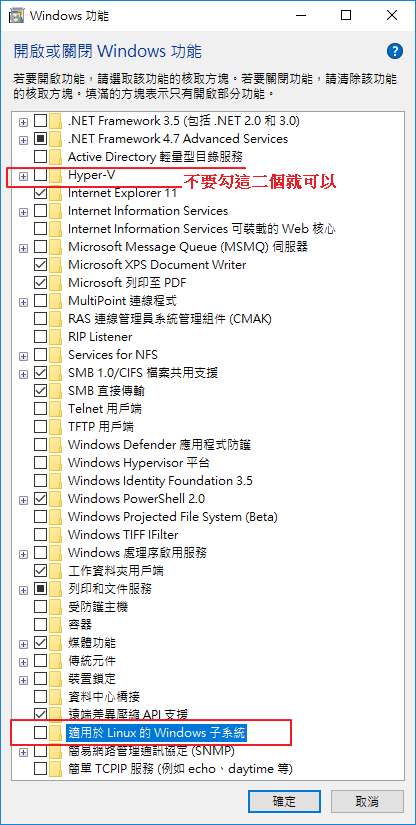 Windows 功能
開啟或關閉 Windows 功能
若要開啟功能，請選取該功能的核取方塊。若要關閉功能，請清除該功能
的核取方塊。填滿的方塊表示只有開啟部分功能。
.NET Framework 3.5 (包括 .NET 2.0 和 3.0)
.NET Framework 4.7 Advanced Services
Active Directory 輕量型目錄服務
Hyper-V
不要勾這二個就可以
Internet Explorer 11
Internet Information Services
Internet Information Services 可裝載的 Web 核心
Microsoft Message Queue (MSMQ) 伺服器
Microsoft XPS Document Writer
Microsoft 列印至 PDF
MultiPoint 連線程式
RAS 連線管理員系統管理組件 (CMAK)
RIP Listener
Services for NFS
SMB 1.0/CIFS 檔案共用支援
SMB 直接傳輸
Telnet 用戶端
TFTP 用戶端
Windows Defender 應用程式防護
Windows Hypervisor 平台
Windows Identity Foundation 3.5
Windows PowerShell 2.0
Windows Projected File System (Beta)
Windows TIFF IFilter
Windows 處理序啟用服務
工作資料夾用戶端
列印和文件服務
受防護主機
容器
媒體功能
傳統元件
裝置鎖定
資料中心橋接
遠端差異壓縮 API 支援
適用於 Linux 的 Windows 子系統
簡易網路管理通訊協定 (SNMP)
簡單 TCPIP 服務 (例如 echo、daytime 等)
確定
取消